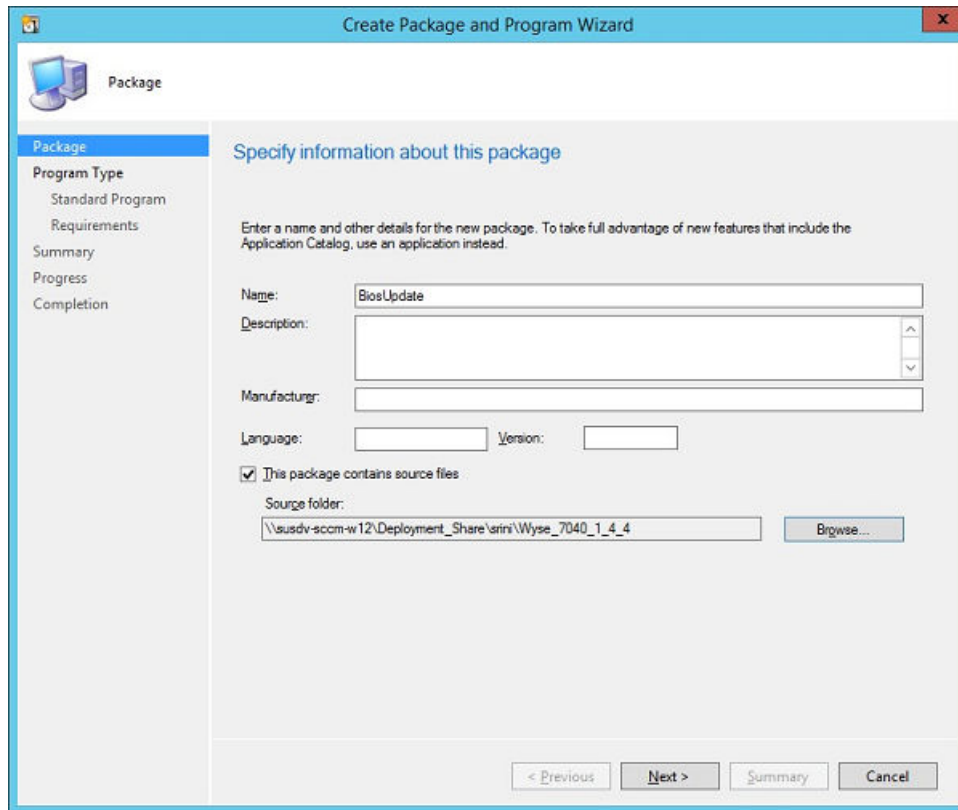 Create Package and Program Wizard
x
Package
Package
Program Type
Standard Program
Requirements
Summary
Progress
Completion
Specify information about this package
Enter a name and other details for the new package. To take full advantage of new features that include the
Application Catalog, use an application instead.
Name: BiosUpdate
Description:
Manufacturer:
Language: Version:
This package contains source files
Source folder:
\\susdv-sccm-w12\Deployment_Share\srini\Wyse_7040_1_4_4 Browse...
< Previous Next > Summary Cancel